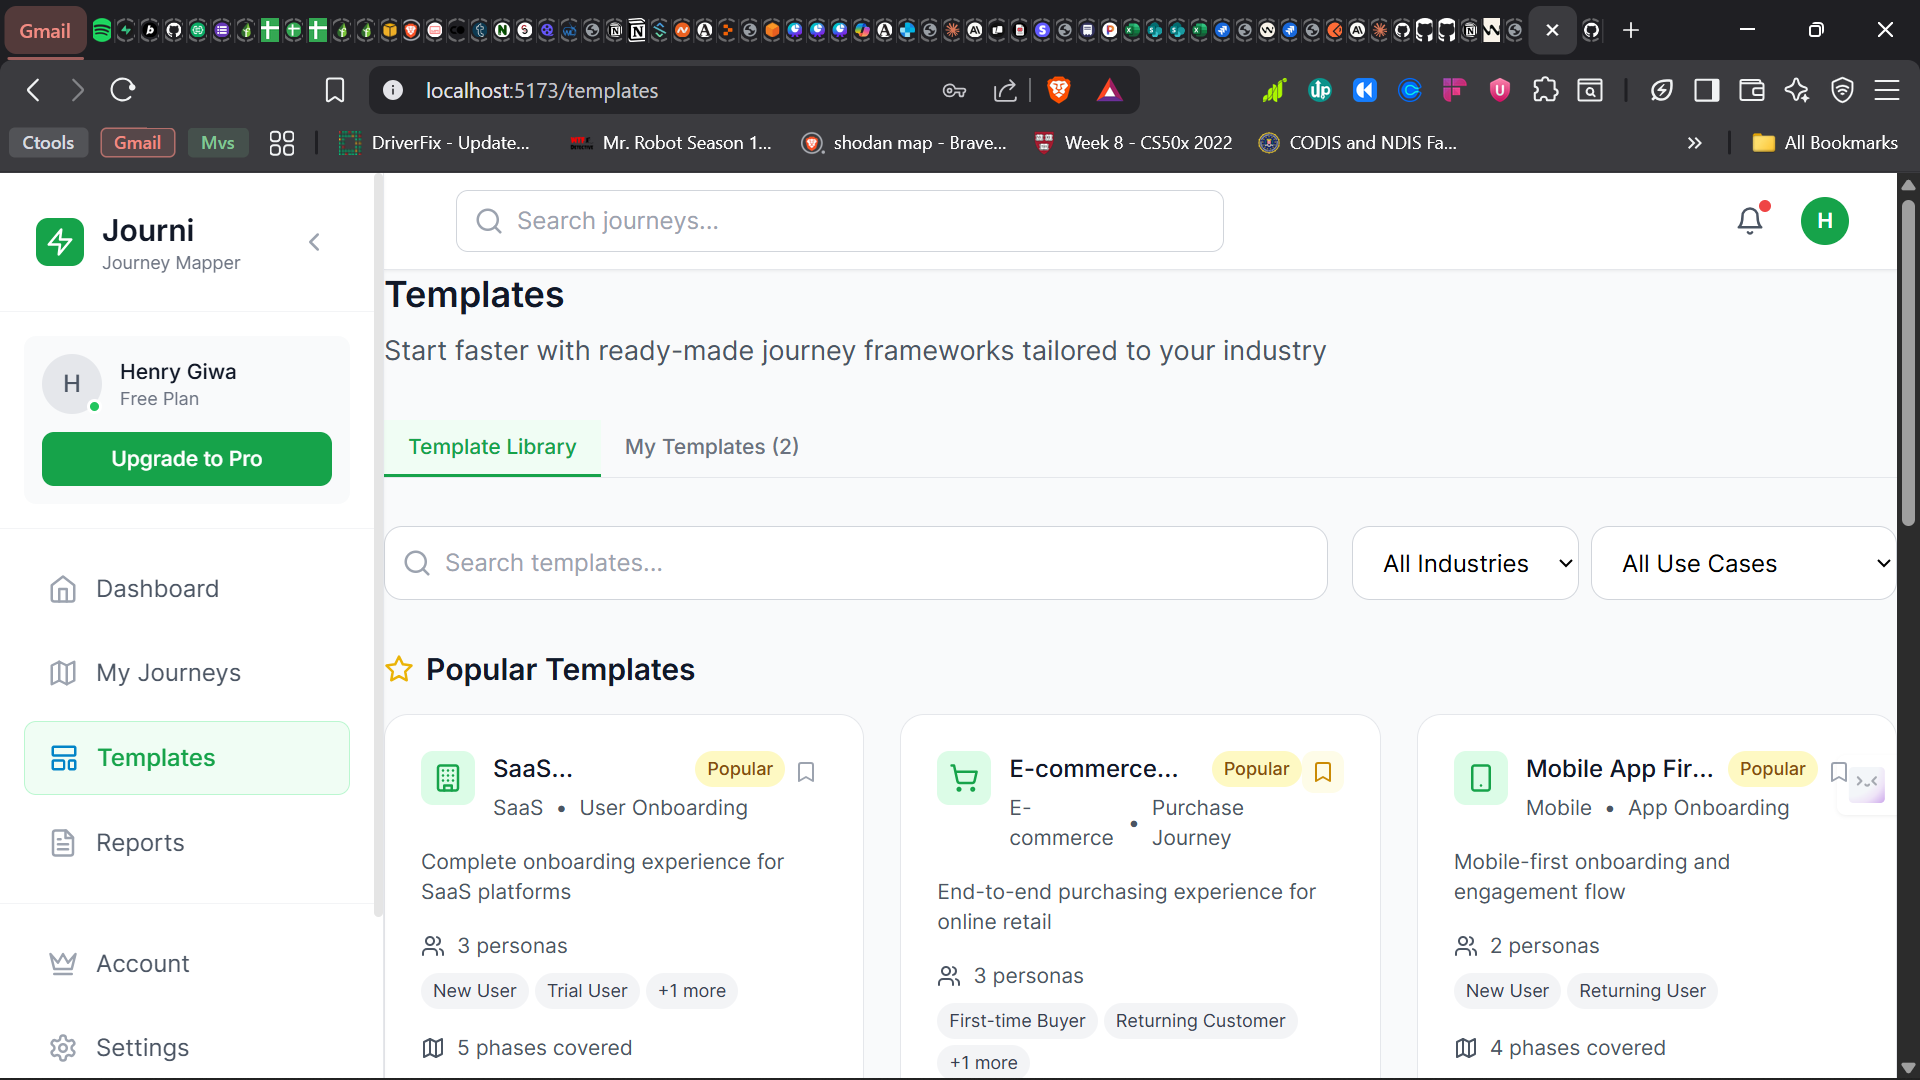 Gmail
localhost:5173/templates
Ctools
Gmail
Mvs
DriverFix - Update...
Mr. Robot Season 1...
shodan map - Brave...
Week 8 - CS50x 2022
CODIS and NDIS Fa...
All Bookmarks
Journi
Journey Mapper
Search journeys...
H
H
Henry Giwa
Free Plan
Upgrade to Pro
Dashboard
My Journeys
Templates
Reports
Account
Settings
Templates
Start faster with ready-made journey frameworks tailored to your industry
Template Library
My Templates (2)
Search templates...
All Industries
All Use Cases
Popular Templates
SaaS...
Popular
SaaS • User Onboarding
Complete onboarding experience for
SaaS platforms
3 personas
New User
Trial User
+1 more
5 phases covered
E-commerce...
Popular
E-
commerce
•
Purchase
Journey
End-to-end purchasing experience for
online retail
3 personas
First-time Buyer
Returning Customer
+1 more
Mobile App Fir...
Popular
Mobile • App Onboarding
Mobile-first onboarding and
engagement flow
2 personas
New User
Returning User
4 phases covered